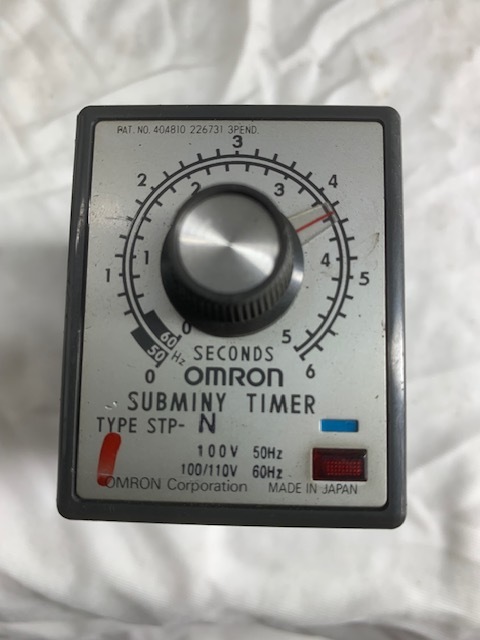 PAT. NO. 404810 226731 3PEND.
3
2 4
2 3
1 1 4 5
0 5
60 Hz
50
0 6
SECONDS
OMRON
SUBMINY TIMER
TYPE STP- N
100V 50Hz
100/110V 60Hz
OMRON Corporation MADE IN JAPAN